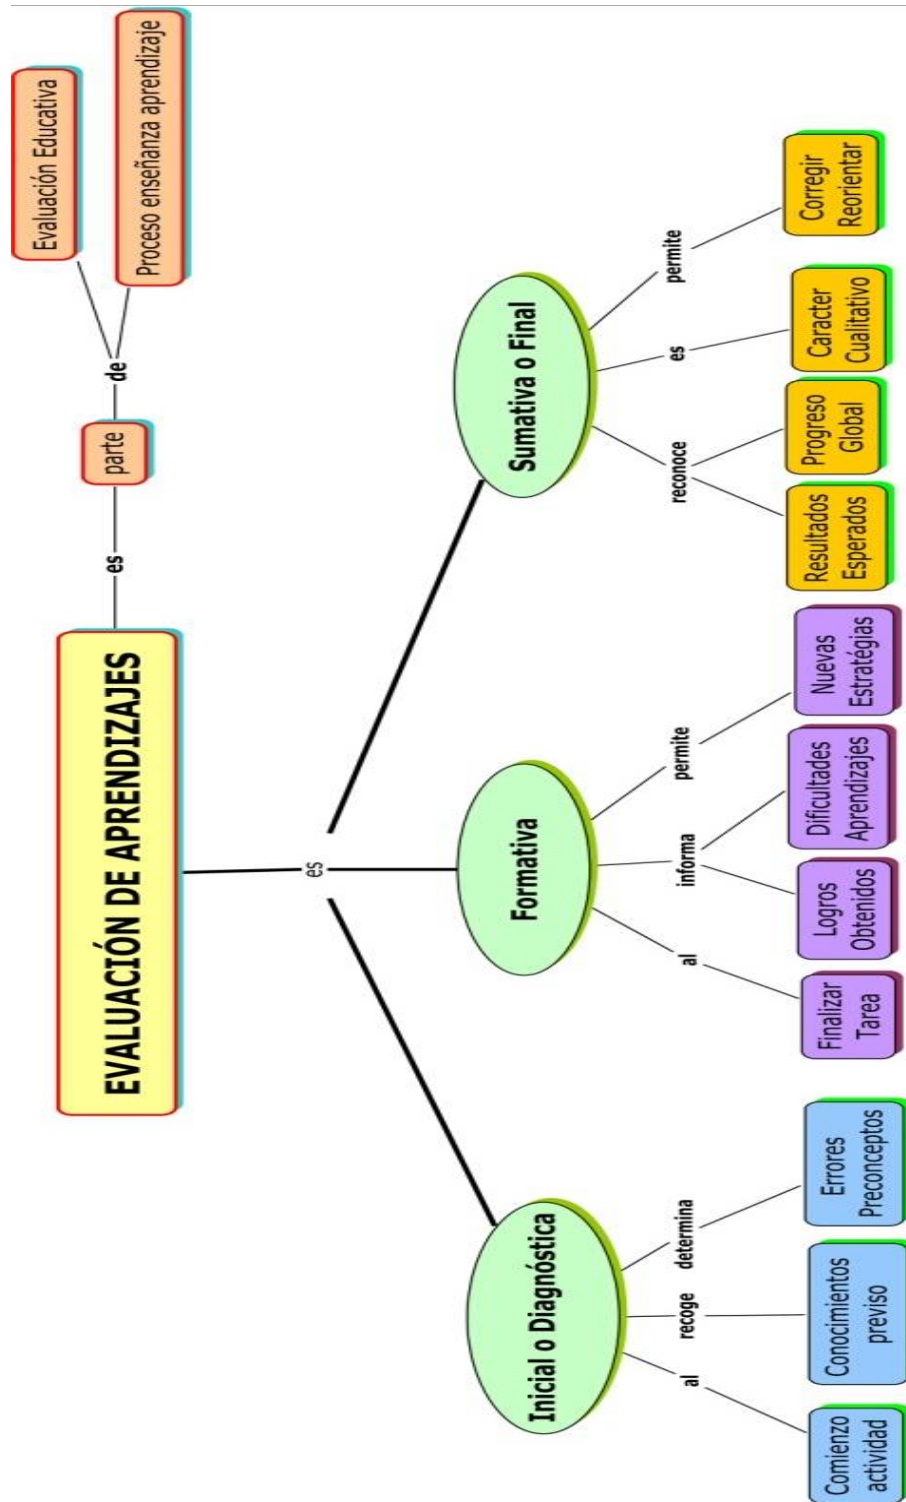 Evaluación Educativa
Proceso enseñanza aprendizaje
de
parte
es
EVALUACIÓN DE APRENDIZAJES
es
Inicial o Diagnóstica
al
Comienzo
actividad
recoge
Conocimientos
previso
determina
Errores
Preconceptos
Formativa
al
Finalizar
Tarea
informa
Logros
Obtenidos
Dificultades
Aprendizajes
permite
Nuevas
Estratégias
Sumativa o Final
reconoce
Resultados
Esperados
Progreso
Global
es
Caracter
Cualitativo
permite
Corregir
Reorientar